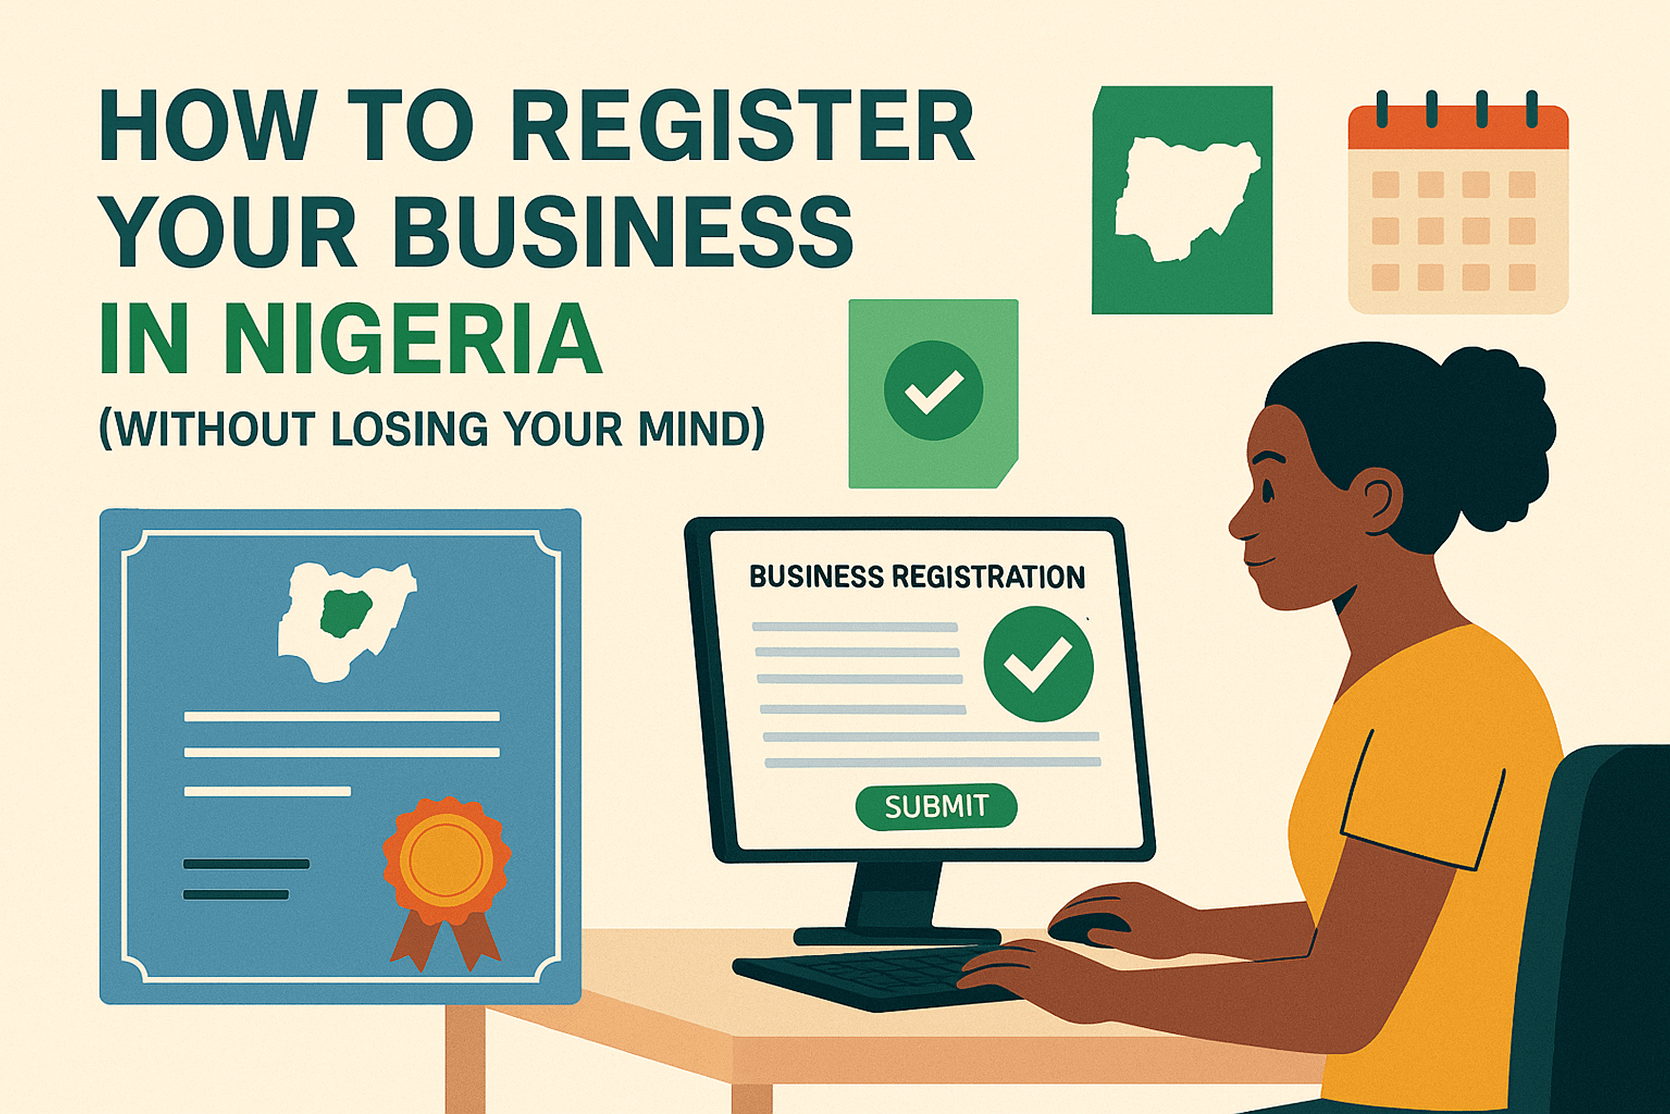 HOW TO REGISTER
YOUR BUSINESS
IN NIGERIA
(WITHOUT LOSING YOUR MIND)
BUSINESS REGISTRATION
SUBMIT